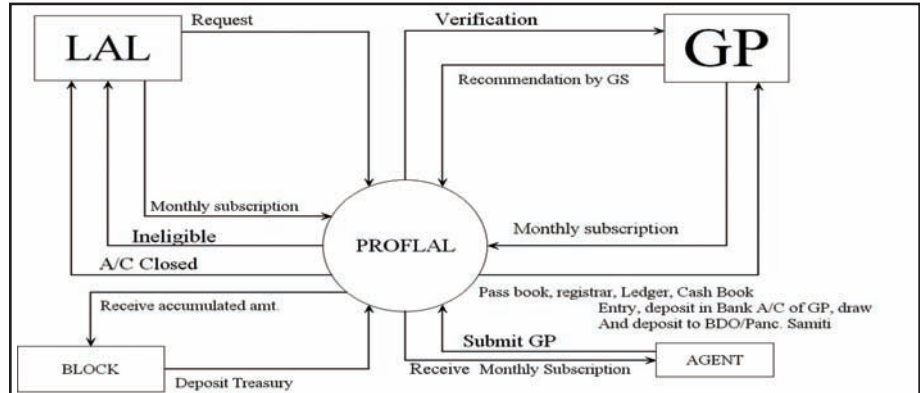 Request
Verification
LAL
GP
Recommendation by GS
Monthly subscription
Monthly subscription
Ineligible
PROFLAL
A/C Closed
Pass book, registrar, Ledger, Cash Book
Receive accumulated amt.
Entry, deposit in Bank A/C of GP, draw
And deposit to BDO/Panc. Samiti
Submit GP
BLOCK
AGENT
Deposit Treasury
Receive Monthly Subscription